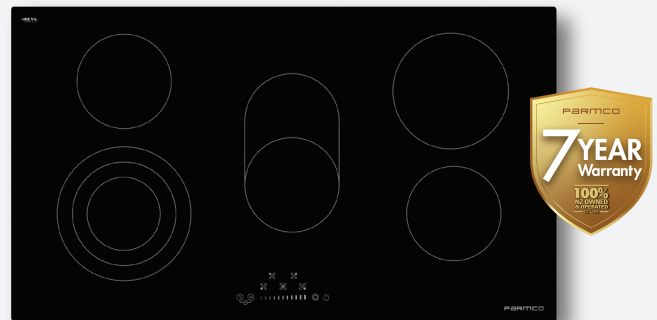 PARMCO
7 YEAR
Warranty
100%
NZ OWNED
& OPERATED
PARMCO